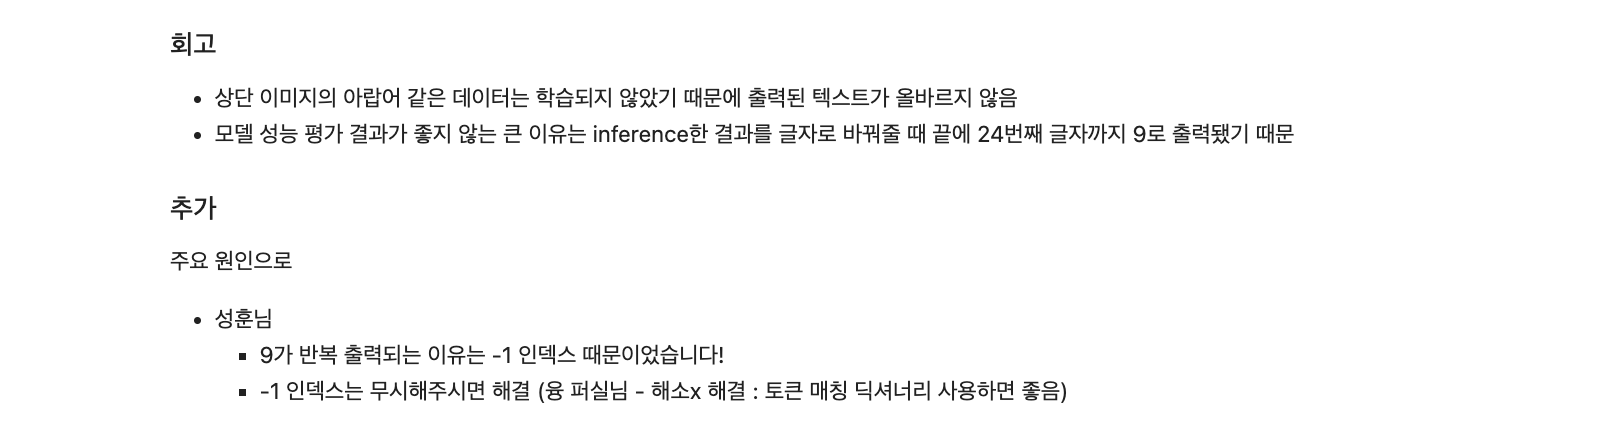 회고
상단 이미지의 아랍어 같은 데이터는 학습되지 않았기 때문에 출력된 텍스트가 올바르지 않음
모델 성능 평가 결과가 좋지 않는 큰 이유는 inference한 결과를 글자로 바꿔줄 때 끝에 24번째 글자까지 9로 출력됐기 때문
추가
주요 원인으로
성훈님
9가 반복 출력되는 이유는 -1 인덱스 때문이었습니다!
-1 인덱스는 무시해주시면 해결 (융 퍼실님 - 해소x 해결 : 토큰 매칭 딕셔너리 사용하면 좋음)